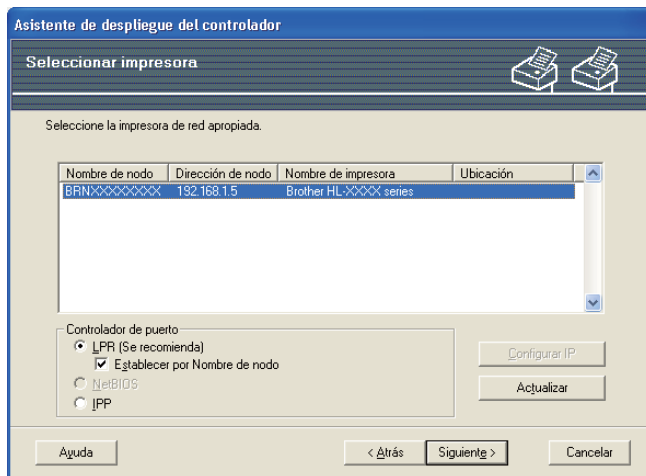 Asistente de despliegue del controlador
Seleccionar impresora
Seleccione la impresora de red apropiada.
Nombre de nodo Dirección de nodo Nombre de impresora Ubicación
BRNXXXXXXXXX 192.168.1.5 Brother HL-XXXX series
Controlador de puerto
LPR (Se recomienda)
Establecer por Nombre de nodo
NetBIOS
IPP
Configurar IP
Actualizar
Ayuda
< Atrás
Siguiente >
Cancelar